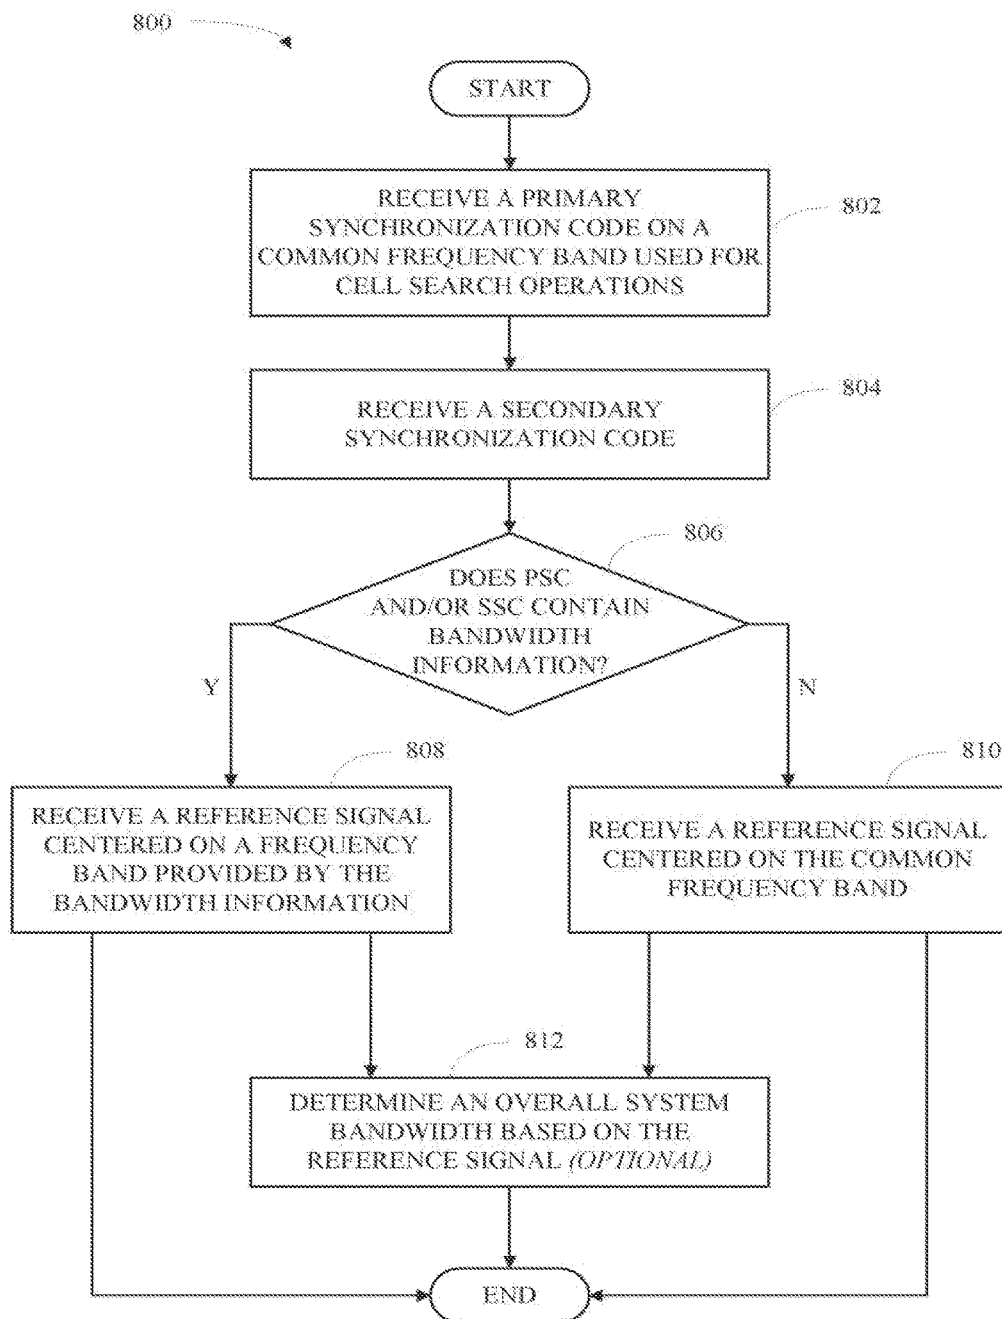 800
START
RECEIVE A PRIMARY
SYNCHRONIZATION CODE ON A
COMMON FREQUENCY BAND USED FOR
CELL SEARCH OPERATIONS
802
RECEIVE A SECONDARY
SYNCHRONIZATION CODE
804
DOES PSC
AND/OR SSC CONTAIN
BANDWIDTH
INFORMATION?
806
Y
N
808
RECEIVE A REFERENCE SIGNAL
CENTERED ON A FREQUENCY
BAND PROVIDED BY THE
BANDWIDTH INFORMATION
810
RECEIVE A REFERENCE SIGNAL
CENTERED ON THE COMMON
FREQUENCY BAND
812
DETERMINE AN OVERALL SYSTEM
BANDWIDTH BASED ON THE
REFERENCE SIGNAL (OPTIONAL)
END